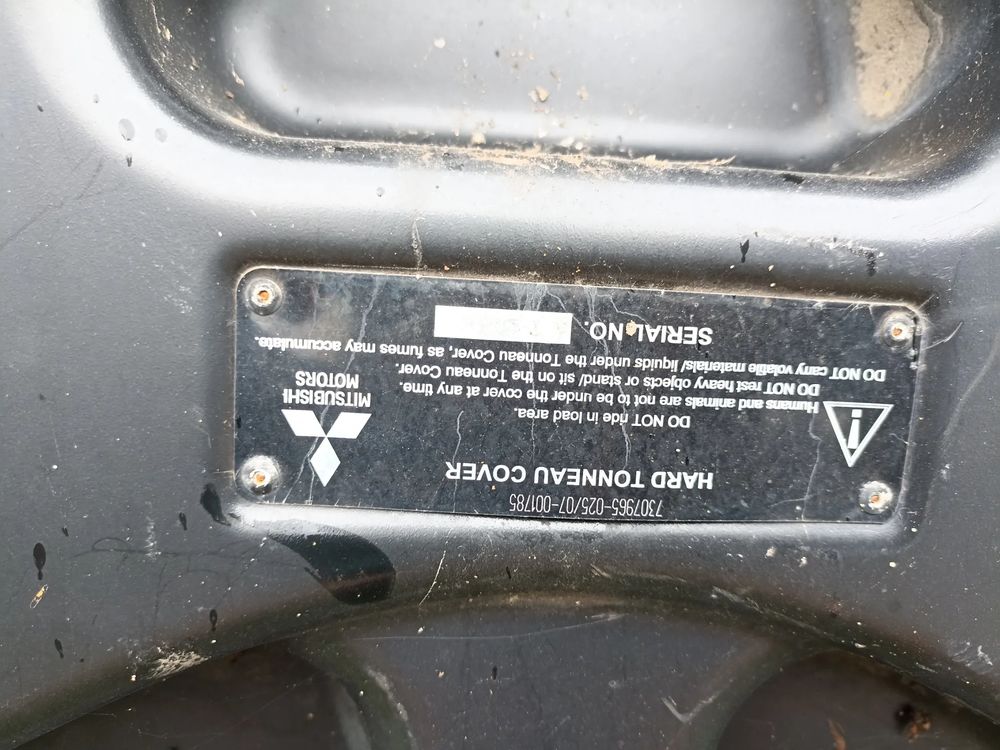 7307965-025/07-001785
HARD TONNEAU COVER
DO NOT ride in load area.
Humans and animals are not to be under the cover at any time.
DO NOT rest heavy objects or stand/ sit on the Tonneau Cover.
DO NOT carry volatile materials/ liquids under the Tonneau Cover, as fumes may accumulate.
SERIAL NO.
MITSUBISHI
MOTORS